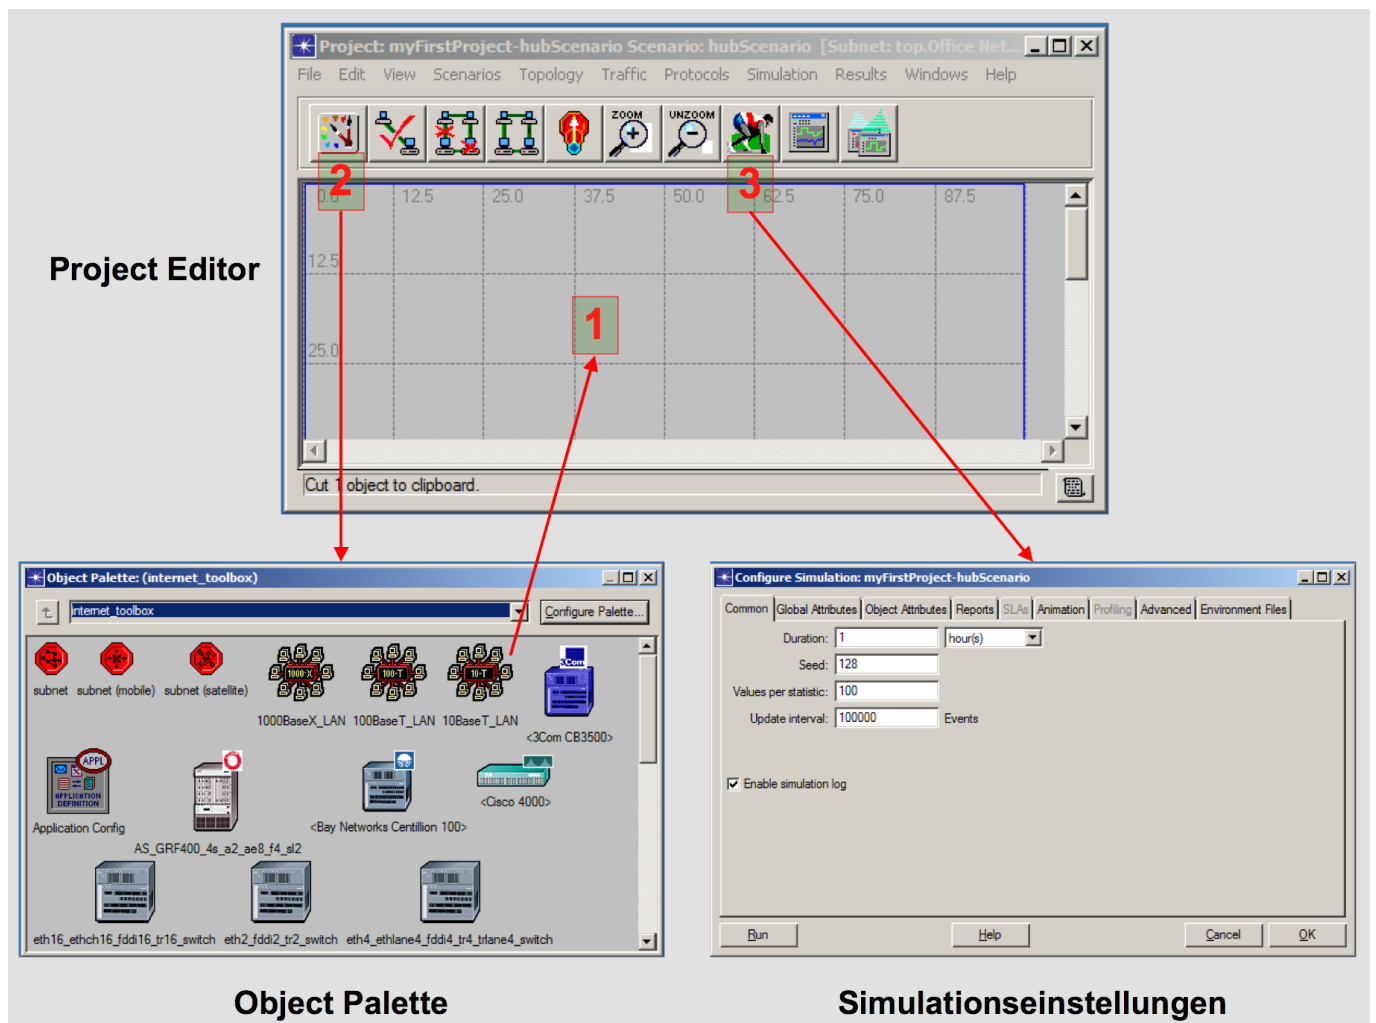 Project: myFirstProject-hubScenario Scenario: hubScenario [Subnet: top.Office Net...
File Edit View Scenarios Topology Traffic Protocols Simulation Results Windows Help
ZOOM UNZOOM
2 3
0.0 12.5 25.0 37.5 50.0 62.5 75.0 87.5
12.5
Project Editor
1
25.0
Cut 1 object to clipboard.
Object Palette: (internet_toolbox)
internet_toolbox Configure Palette...
subnet subnet (mobile) subnet (satellite)
1000-X 100-T 10-T 3Com
1000BaseX_LAN 100BaseT_LAN 10BaseT_LAN
<3Com CB3500>
APPL
APPLICATION
DEFINITION
<Cisco 4000>
Application Config <Bay Networks Centillion 100>
AS_GRF400_4s_a2_ae8_f4_sl2
eth16_ethch16_fddi16_tr16_switch eth2_fddi2_tr2_switch eth4_ethlane4_fddi4_tr4_trlane4_switch
Configure Simulation: myFirstProject-hubScenario
Common Global Attributes Object Attributes Reports SLAs Animation Profiling Advanced Environment Files
Duration: 1 hour(s)
Seed: 128
Values per statistic: 100
Update interval: 100000 Events
Enable simulation log
Run Help Cancel OK
Object Palette Simulationseinstellungen